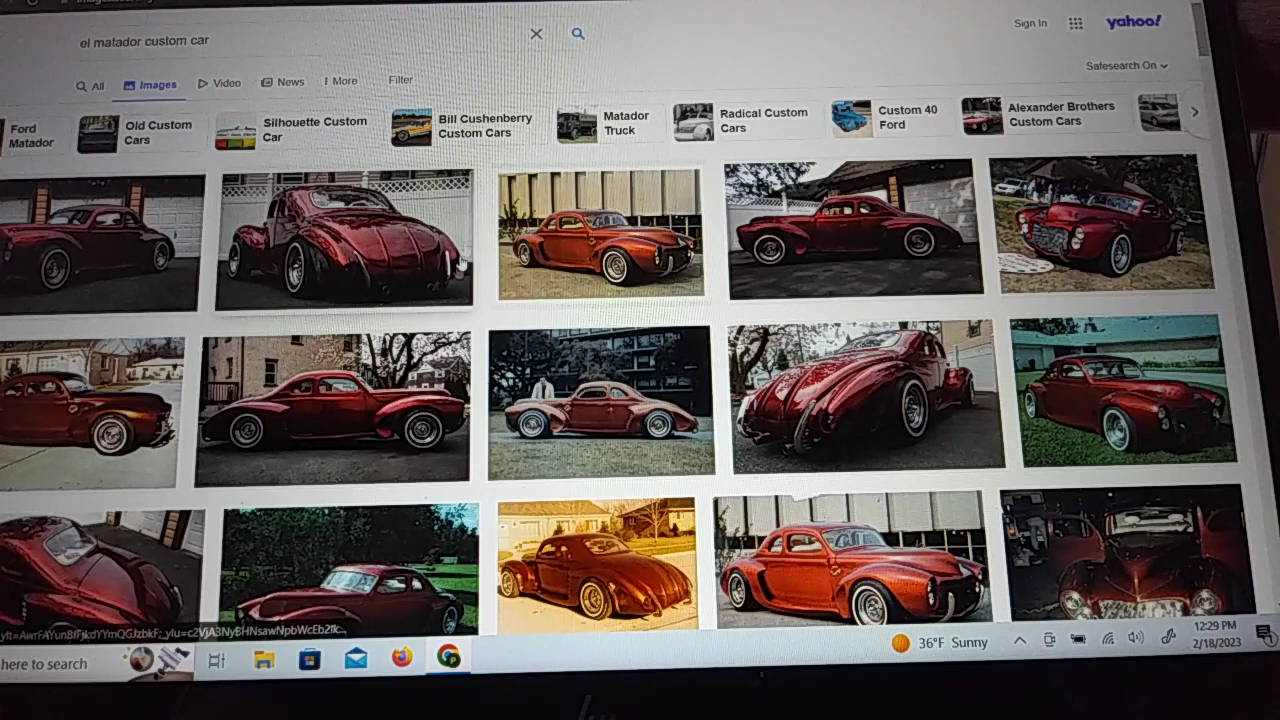 el matador custom car
Sign In
yahoo!
All
Images
Video
News
More
Filter
Safesearch On
Ford
Matador
Old Custom
Cars
Silhouette Custom
Car
Bill Cushenberry
Custom Cars
Matador
Truck
Radical Custom
Cars
Custom 40
Ford
Alexander Brothers
Custom Cars
here to search
36°F Sunny
12:29 PM
2/18/2023
hp